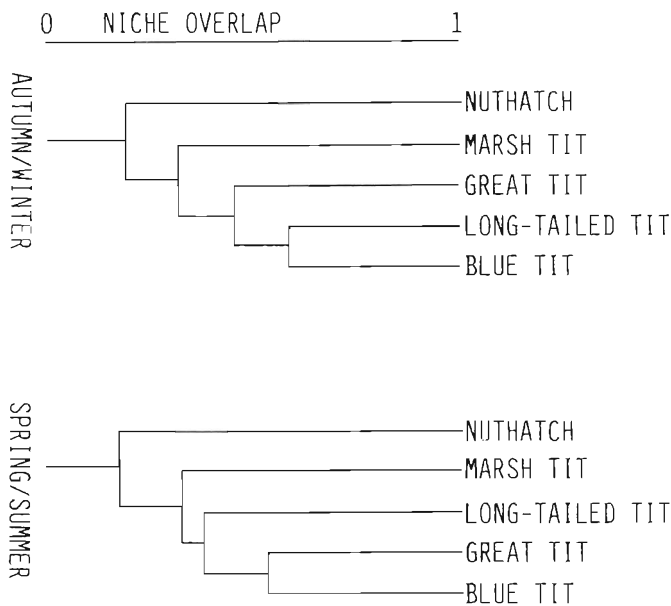 0 NICHE OVERLAP 1
AUTUMN/WINTER
NUTHATCH
MARSH TIT
GREAT TIT
LONG-TAILED TIT
BLUE TIT
SPRING/SUMMER
NUTHATCH
MARSH TIT
LONG-TAILED TIT
GREAT TIT
BLUE TIT